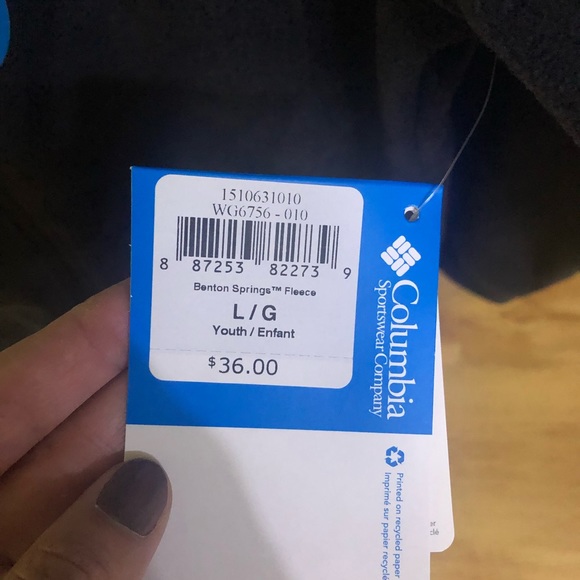 1510631010
WG6756 - 010
8 87253 82273 9
Benton Springs™ Fleece
L / G
Youth / Enfant
$36.00
Columbia
Sportswear Company
Printed on recycled paper
Imprimé sur papier recyclé